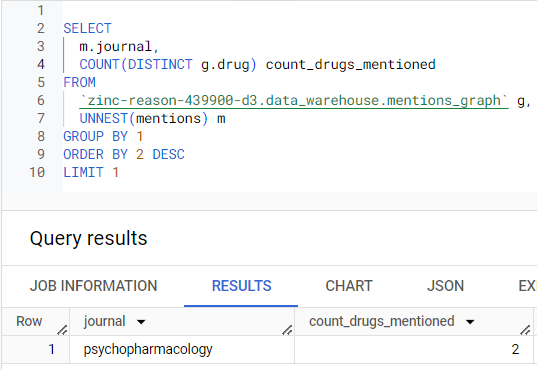 1
2 SELECT
3 m.journal,
4 COUNT(DISTINCT g.drug) count_drugs_mentioned
5 FROM
6 `zinc-reason-439900-d3.data_warehouse.mentions_graph` g,
7 UNNEST(mentions) m
8 GROUP BY 1
9 ORDER BY 2 DESC
10 LIMIT 1
Query results
JOB INFORMATION RESULTS CHART JSON EX
Row journal count_drugs_mentioned
1 psychopharmacology 2